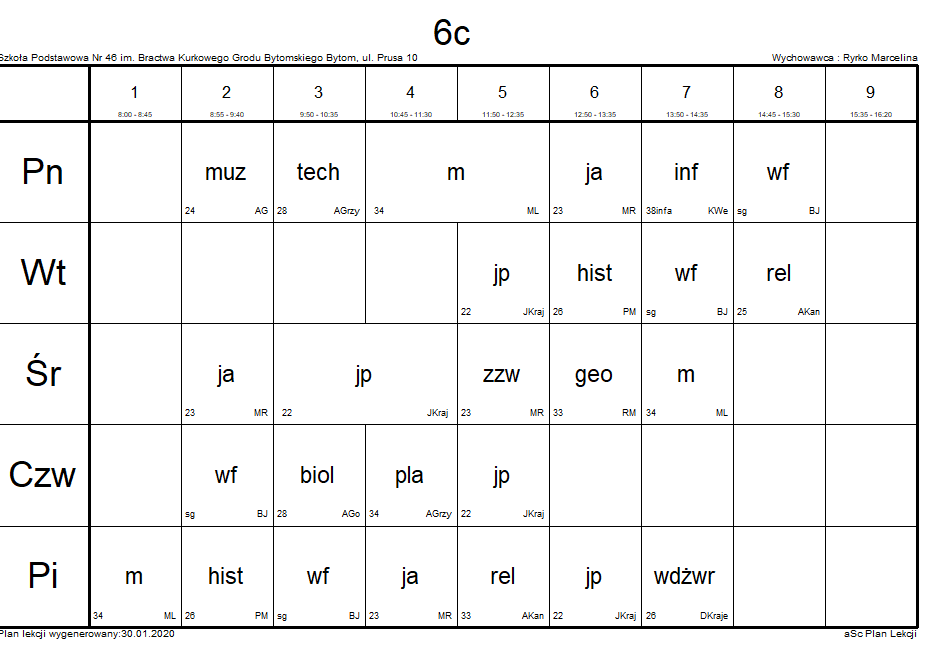 6c
Szkoła Podstawowa Nr 46 im. Bractwa Kurkowego Grodu Bytomskiego Bytom, ul. Prusa 10 Wychowawca : Ryrko Marcelina
1 2 3 4 5 6 7 8 9
8:00 - 8:45 8:55 - 9:40 9:50 - 10:35 10:45 - 11:30 11:50 - 12:35 12:50 - 13:35 13:50 - 14:35 14:45 - 15:30 15:35 - 16:20
Pn muz tech m ja inf wf
24 AG 28 AGrzy 34 ML 23 MR 38infa KWe sg BJ
Wt jp hist wf rel
22 JKraj 26 PM sg BJ 25 AKan
Śr ja jp zzw geo m
23 MR 22 JKraj 23 MR 33 RM 34 ML
Czw wf biol pla jp
sg BJ 28 AGo 34 AGrzy 22 JKraj
Pi m hist wf ja rel jp wdżwr
34 ML 26 PM sg BJ 23 MR 33 AKan 22 JKraj 26 DKraje
Plan lekcji wygenerowany:30.01.2020 aSc Plan Lekcji